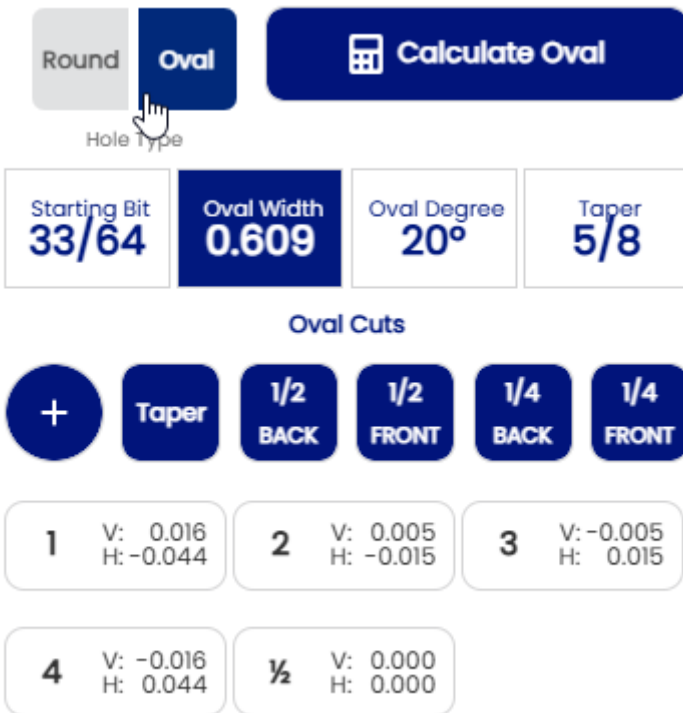 Round Oval Calculate Oval
Hole Type
Starting Bit Oval Width Oval Degree Taper
33/64 0.609 20° 5/8
Oval Cuts
+ Taper 1/2 BACK 1/2 FRONT 1/4 BACK 1/4 FRONT
1 V: 0.016 H: -0.044
2 V: 0.005 H: -0.015
3 V: -0.005 H: 0.015
4 V: -0.016 H: 0.044
½ V: 0.000 H: 0.000